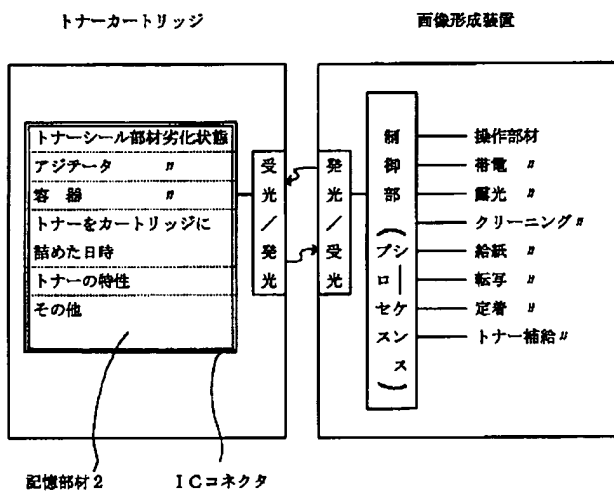 トナーカートリッジ
画像形成装置
トナーシール部材劣化状態
アジテータ 〃
容器 〃
トナーをカートリッジに
詰めた日時
トナーの特性
その他
受光/発光
発光/受光
制御部(プロセス
シーケンス)
操作部材
帯電 〃
露光 〃
クリーニング〃
給紙 〃
転写 〃
定着 〃
トナー補給〃
記憶部材2
ICコネクタ